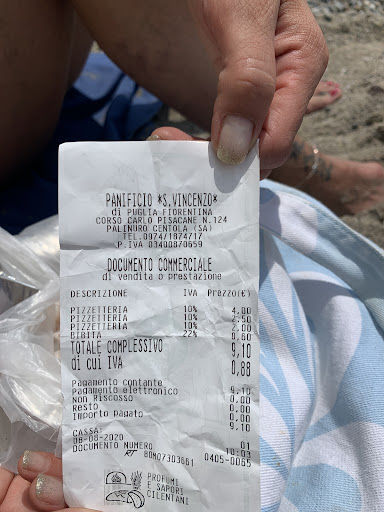 PANIFICIO *S.VINCENZO*
di PUGLIA FIORENTINA
CORSO CARLO PISACANE N.124
PALINURO CENTOLA (SA)
TEL.0974/1874717
P.IVA 03400870659
DOCUMENTO COMMERCIALE
di vendita o prestazione
DESCRIZIONE IVA Prezzo(€)
PIZZETTERIA 10% 4,00
PIZZETTERIA 10% 2,50
PIZZETTERIA 10% 2,00
BIBITA 22% 0,60
TOTALE COMPLESSIVO 9,10
di cui IVA 0,88
Pagamento contante 9,10
Pagamento elettronico 0,00
Non Riscosso 0,00
Resto 0,00
Importo Pagato 9,10
CASSA: 01
08-08-2020
DOCUMENTO NUMERO 0405-0065
RT
PROFUMI
E SAPORI
CILENTANI